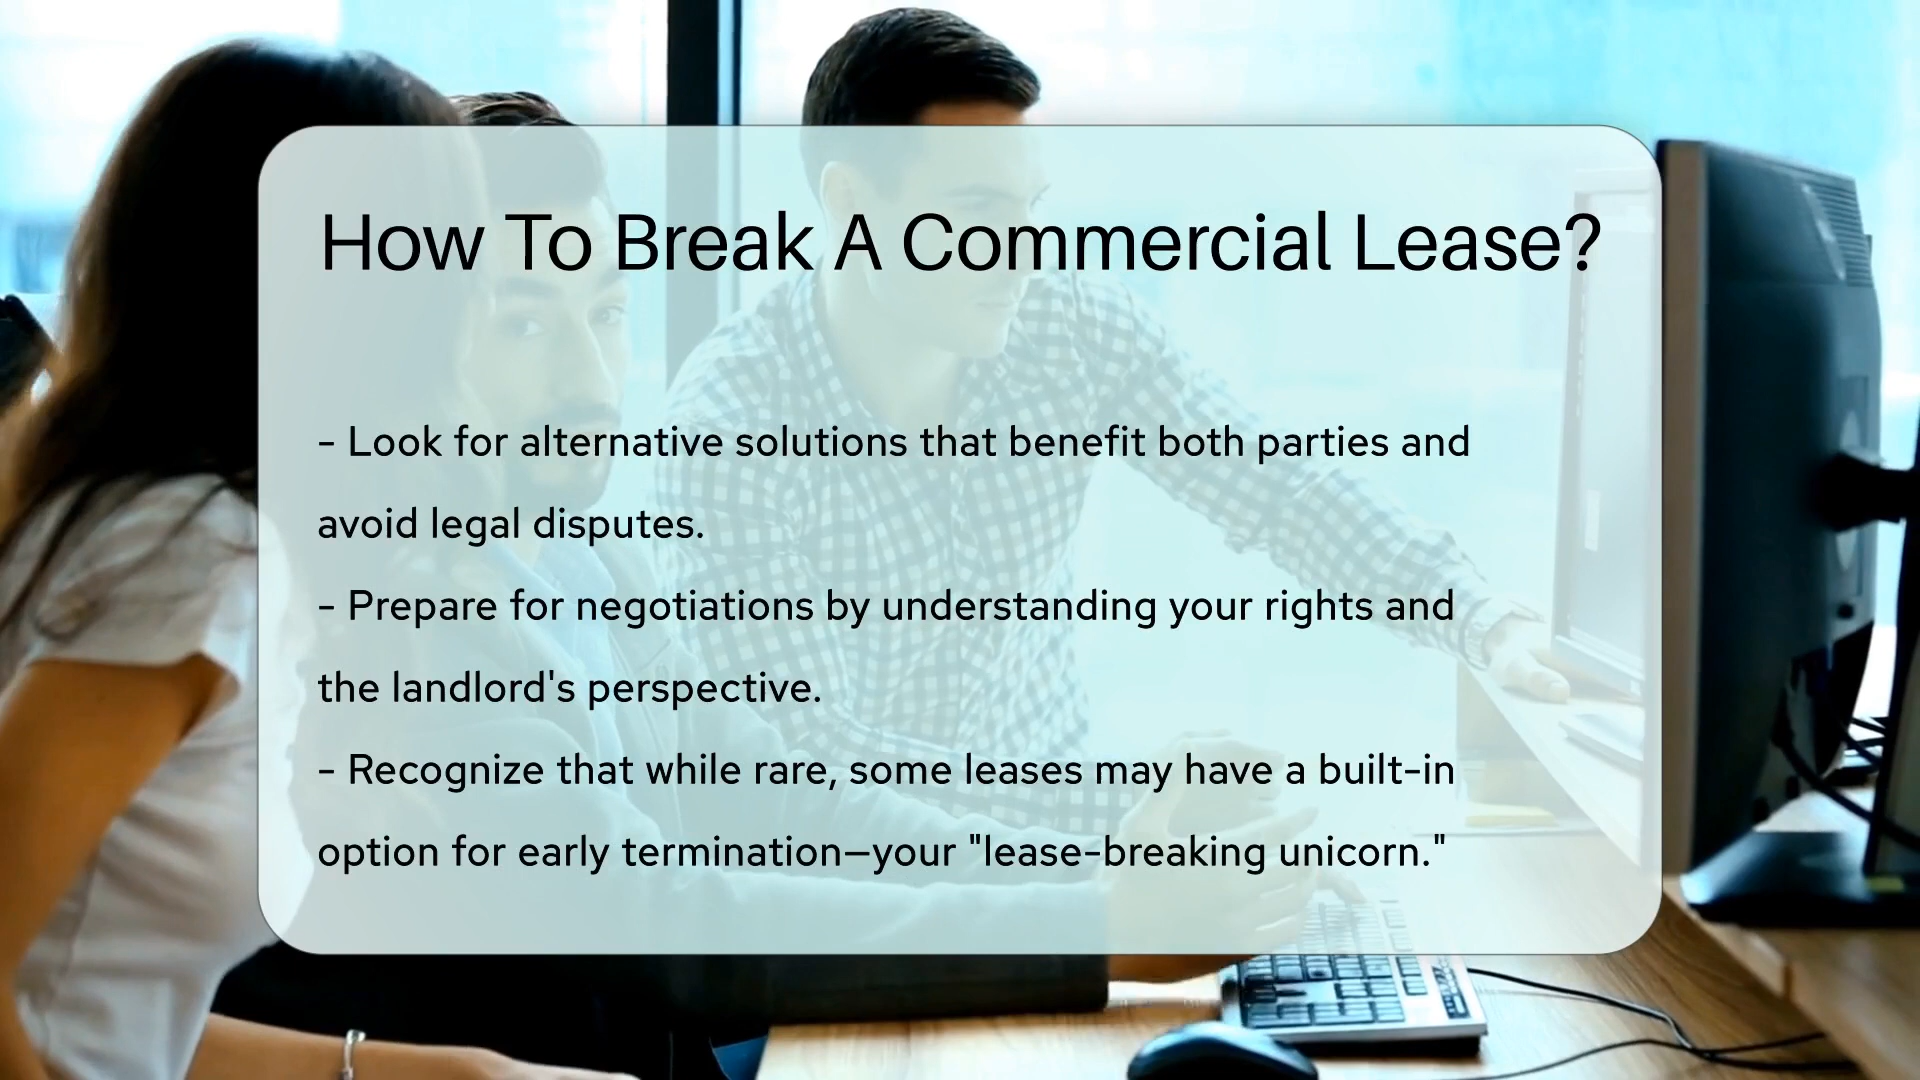 How To Break A Commercial Lease?
- Look for alternative solutions that benefit both parties and
avoid legal disputes.
- Prepare for negotiations by understanding your rights and
the landlord's perspective.
- Recognize that while rare, some leases may have a built-in
option for early termination—your "lease-breaking unicorn."